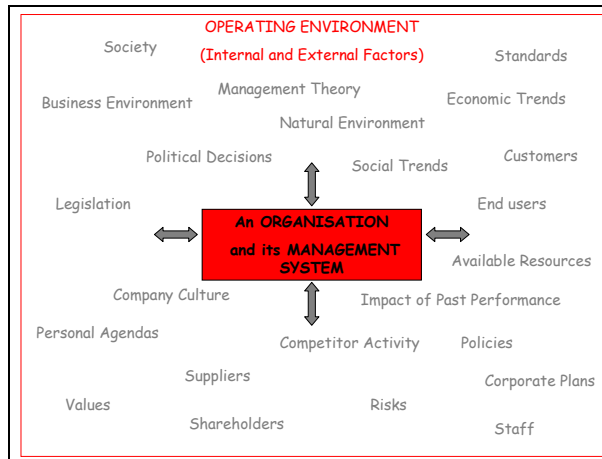 OPERATING ENVIRONMENT
(Internal and External Factors)
Society
Standards
Management Theory
Business Environment
Economic Trends
Natural Environment
Political Decisions
Social Trends
Customers
Legislation
End users
An ORGANISATION
and its MANAGEMENT
SYSTEM
Available Resources
Company Culture
Impact of Past Performance
Personal Agendas
Competitor Activity
Policies
Suppliers
Corporate Plans
Values
Risks
Shareholders
Staff